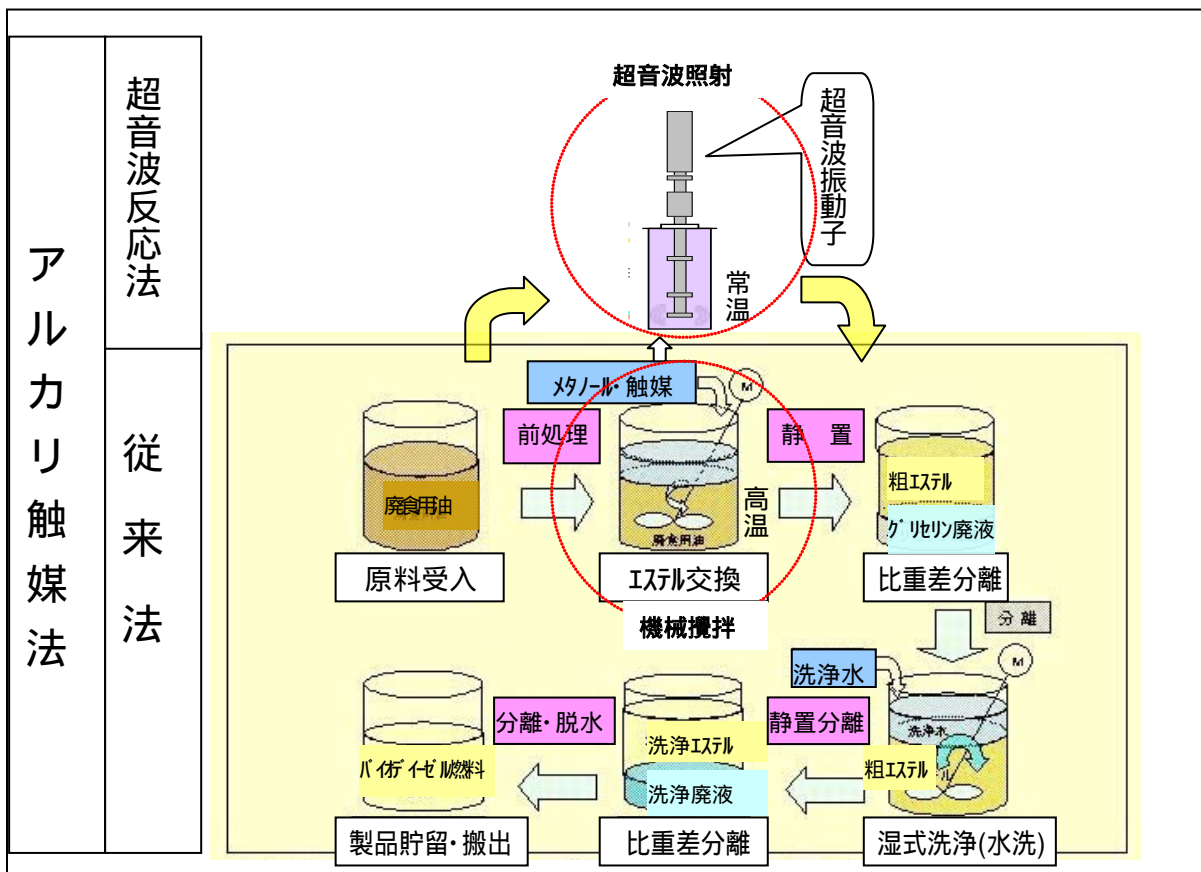 アルカリ触媒法
超音波反応法
従来法
超音波照射
超音波振動子
常温
メタノール・触媒
M
前処理
静 置
廃食用油
高温
廃食用油
粗エステル
グリセリン廃液
原料受入
エステル交換
比重差分離
機械攪拌
分 離
M
洗浄水
分離・脱水
静置分離
洗浄水
洗浄エステル
バイオディーゼル燃料
粗エステル
洗浄廃液
製品貯留・搬出
比重差分離
湿式洗浄(水洗)